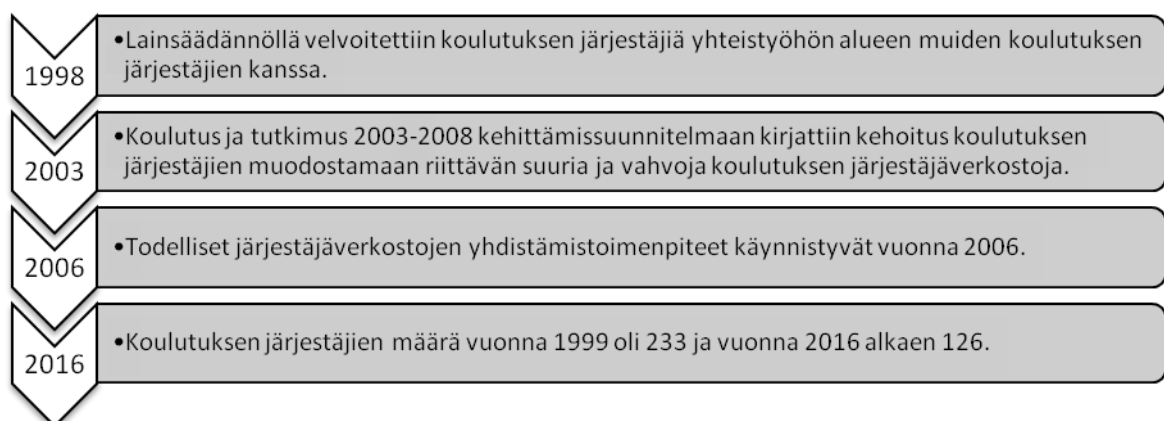 1998
•Lainsäädännöllä velvoitettiin koulutuksen järjestäjiä yhteistyöhön alueen muiden koulutuksen
järjestäjien kanssa.
2003
•Koulutus ja tutkimus 2003-2008 kehittämissuunnitelmaan kirjattiin kehoitus koulutuksen
järjestäjien muodostamaan riittävän suuria ja vahvoja koulutuksen järjestäjäverkostoja.
2006
•Todelliset järjestäjäverkostojen yhdistämistoimenpiteet käynnistyvät vuonna 2006.
2016
•Koulutuksen järjestäjien määrä vuonna 1999 oli 233 ja vuonna 2016 alkaen 126.